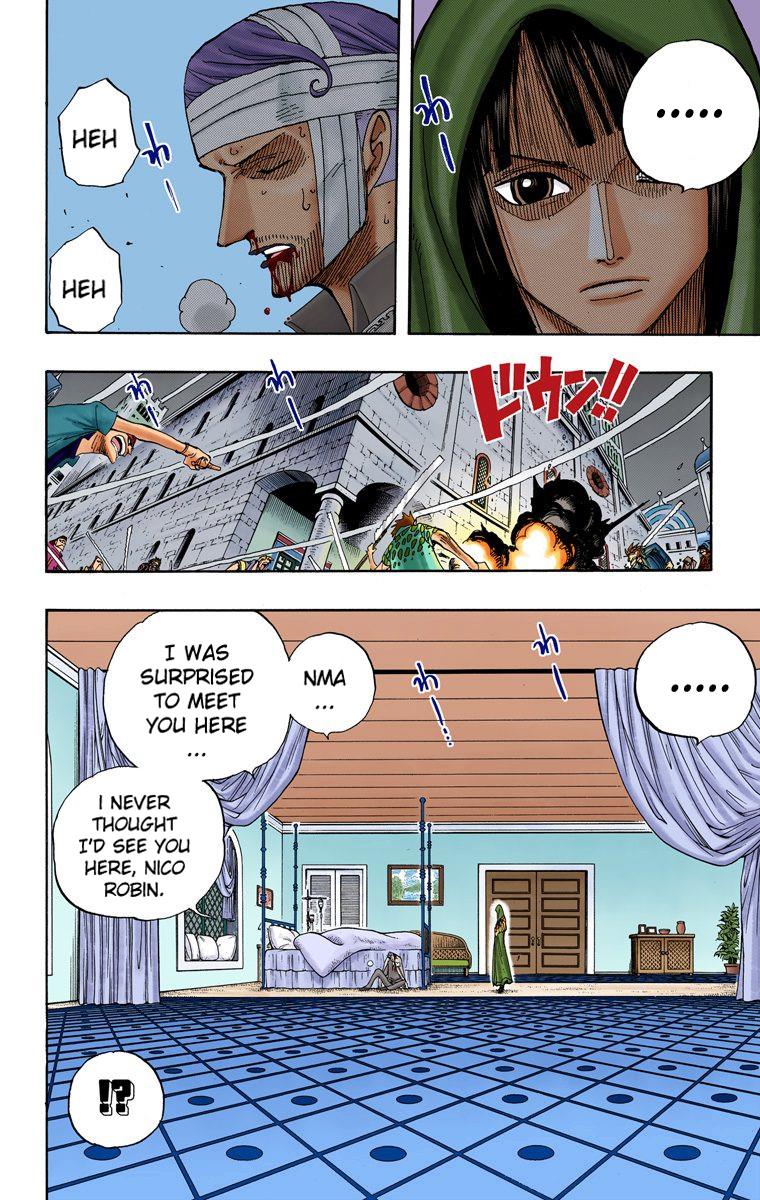 .....
HEH
HEH
ドウン!!
.....
NMA
...
I WAS
SURPRISED
TO MEET
YOU HERE
...
I NEVER
THOUGHT
I'D SEE YOU
HERE, NICO
ROBIN.
!?